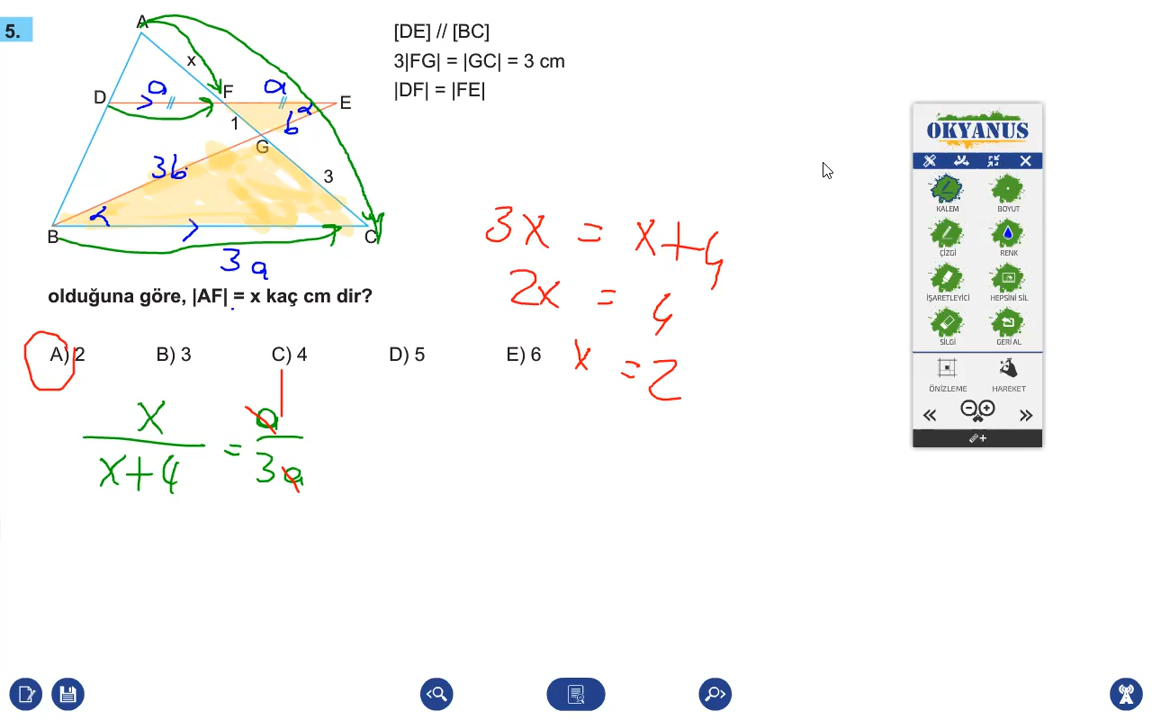 5.
[DE] // [BC]
3|FG| = |GC| = 3 cm
|DF| = |FE|
A
x
a
F
a
D
E
α
1
b
G
3b
3
α
B
C
3a
olduğuna göre, |AF| = x kaç cm dir?
A) 2 B) 3 C) 4 D) 5 E) 6
x / x+4 = a / 3a
3x = x+4
2x = 4
x = 2
OKYANUS
KALEM BOYUT
ÇİZGİ RENK
İŞARETLEYİCİ HEPSİNİ SİL
SİLGİ GERİ AL
ÖNİZLEME HAREKET